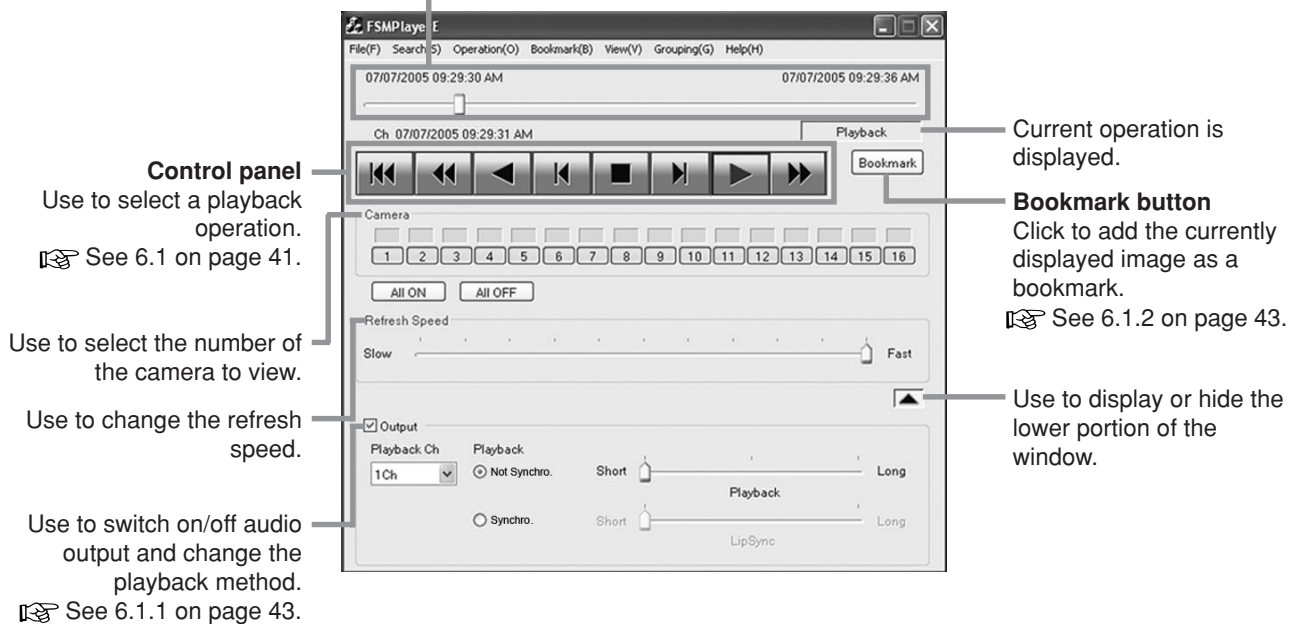 FSMPlayerE
File(F) Search(S) Operation(O) Bookmark(B) View(V) Grouping(G) Help(H)
07/07/2005 09:29:30 AM 07/07/2005 09:29:36 AM
Ch 07/07/2005 09:29:31 AM Playback
Bookmark
Camera
1 2 3 4 5 6 7 8 9 10 11 12 13 14 15 16
All ON All OFF
Refresh Speed
Slow Fast
Output
Playback Ch Playback
1Ch Not Synchro. Short Long
Playback
Synchro. Short Long
LipSync
Control panel
Use to select a playback
operation.
See 6.1 on page 41.
Use to select the number of
the camera to view.
Use to change the refresh
speed.
Use to switch on/off audio
output and change the
playback method.
See 6.1.1 on page 43.
Current operation is
displayed.
Bookmark button
Click to add the currently
displayed image as a
bookmark.
See 6.1.2 on page 43.
Use to display or hide the
lower portion of the
window.